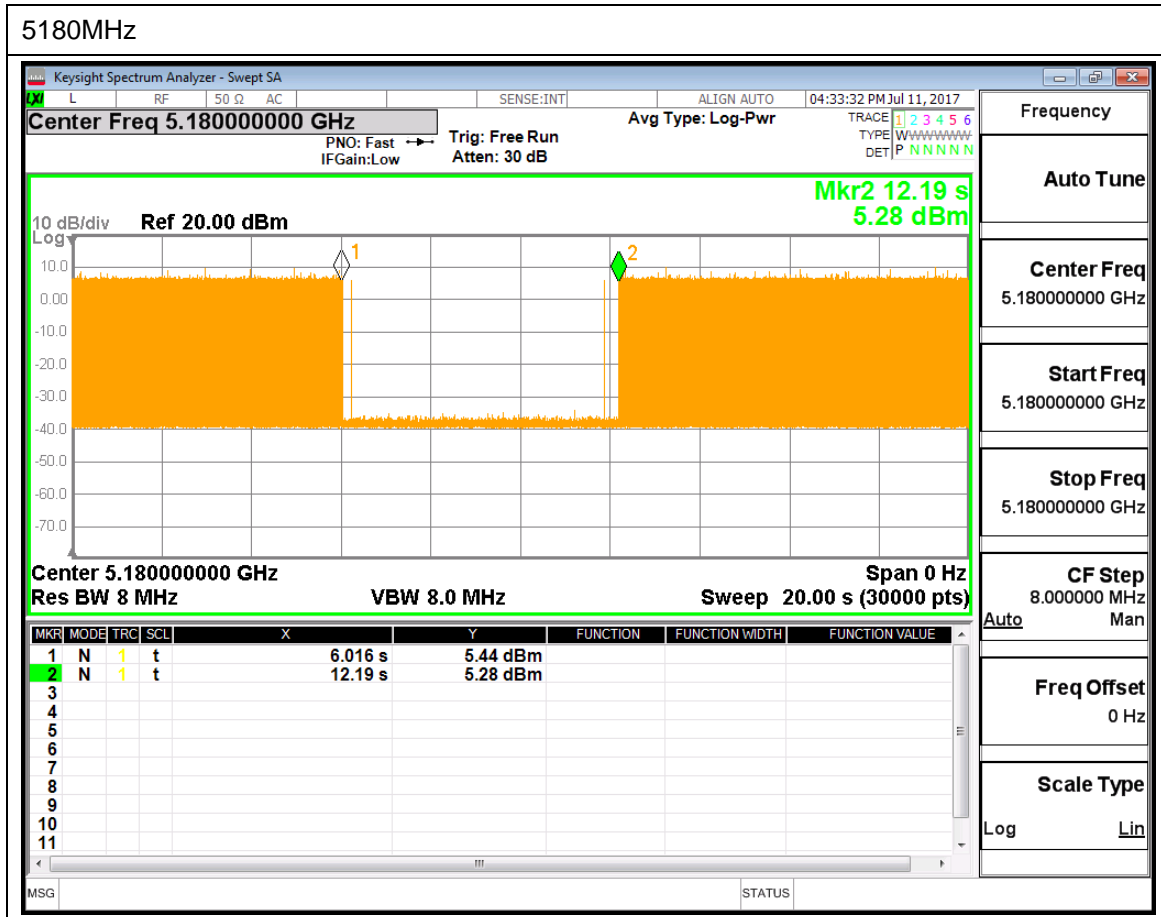 5180MHz
Keysight Spectrum Analyzer - Swept SA
LXI L RF 50 Ω AC SENSE:INT ALIGN AUTO 04:33:32 PM Jul 11, 2017
Center Freq 5.180000000 GHz
PNO: Fast
IFGain:Low
Trig: Free Run
Atten: 30 dB
Avg Type: Log-Pwr
TRACE 1 2 3 4 5 6
TYPE WWWWWW
DET P N N N N N
Mkr2 12.19 s
5.28 dBm
10 dB/div Ref 20.00 dBm
Log
10.0
0.00
-10.0
-20.0
-30.0
-40.0
-50.0
-60.0
-70.0
1
2
Center 5.180000000 GHz Span 0 Hz
Res BW 8 MHz VBW 8.0 MHz Sweep 20.00 s (30000 pts)
MKR MODE TRC SCL X Y FUNCTION FUNCTION WIDTH FUNCTION VALUE
1 N 1 t 6.016 s 5.44 dBm
2 N 1 t 12.19 s 5.28 dBm
3
4
5
6
7
8
9
10
11
MSG STATUS
Frequency
Auto Tune
Center Freq
5.180000000 GHz
Start Freq
5.180000000 GHz
Stop Freq
5.180000000 GHz
CF Step
8.000000 MHz
Auto Man
Freq Offset
0 Hz
Scale Type
Log Lin